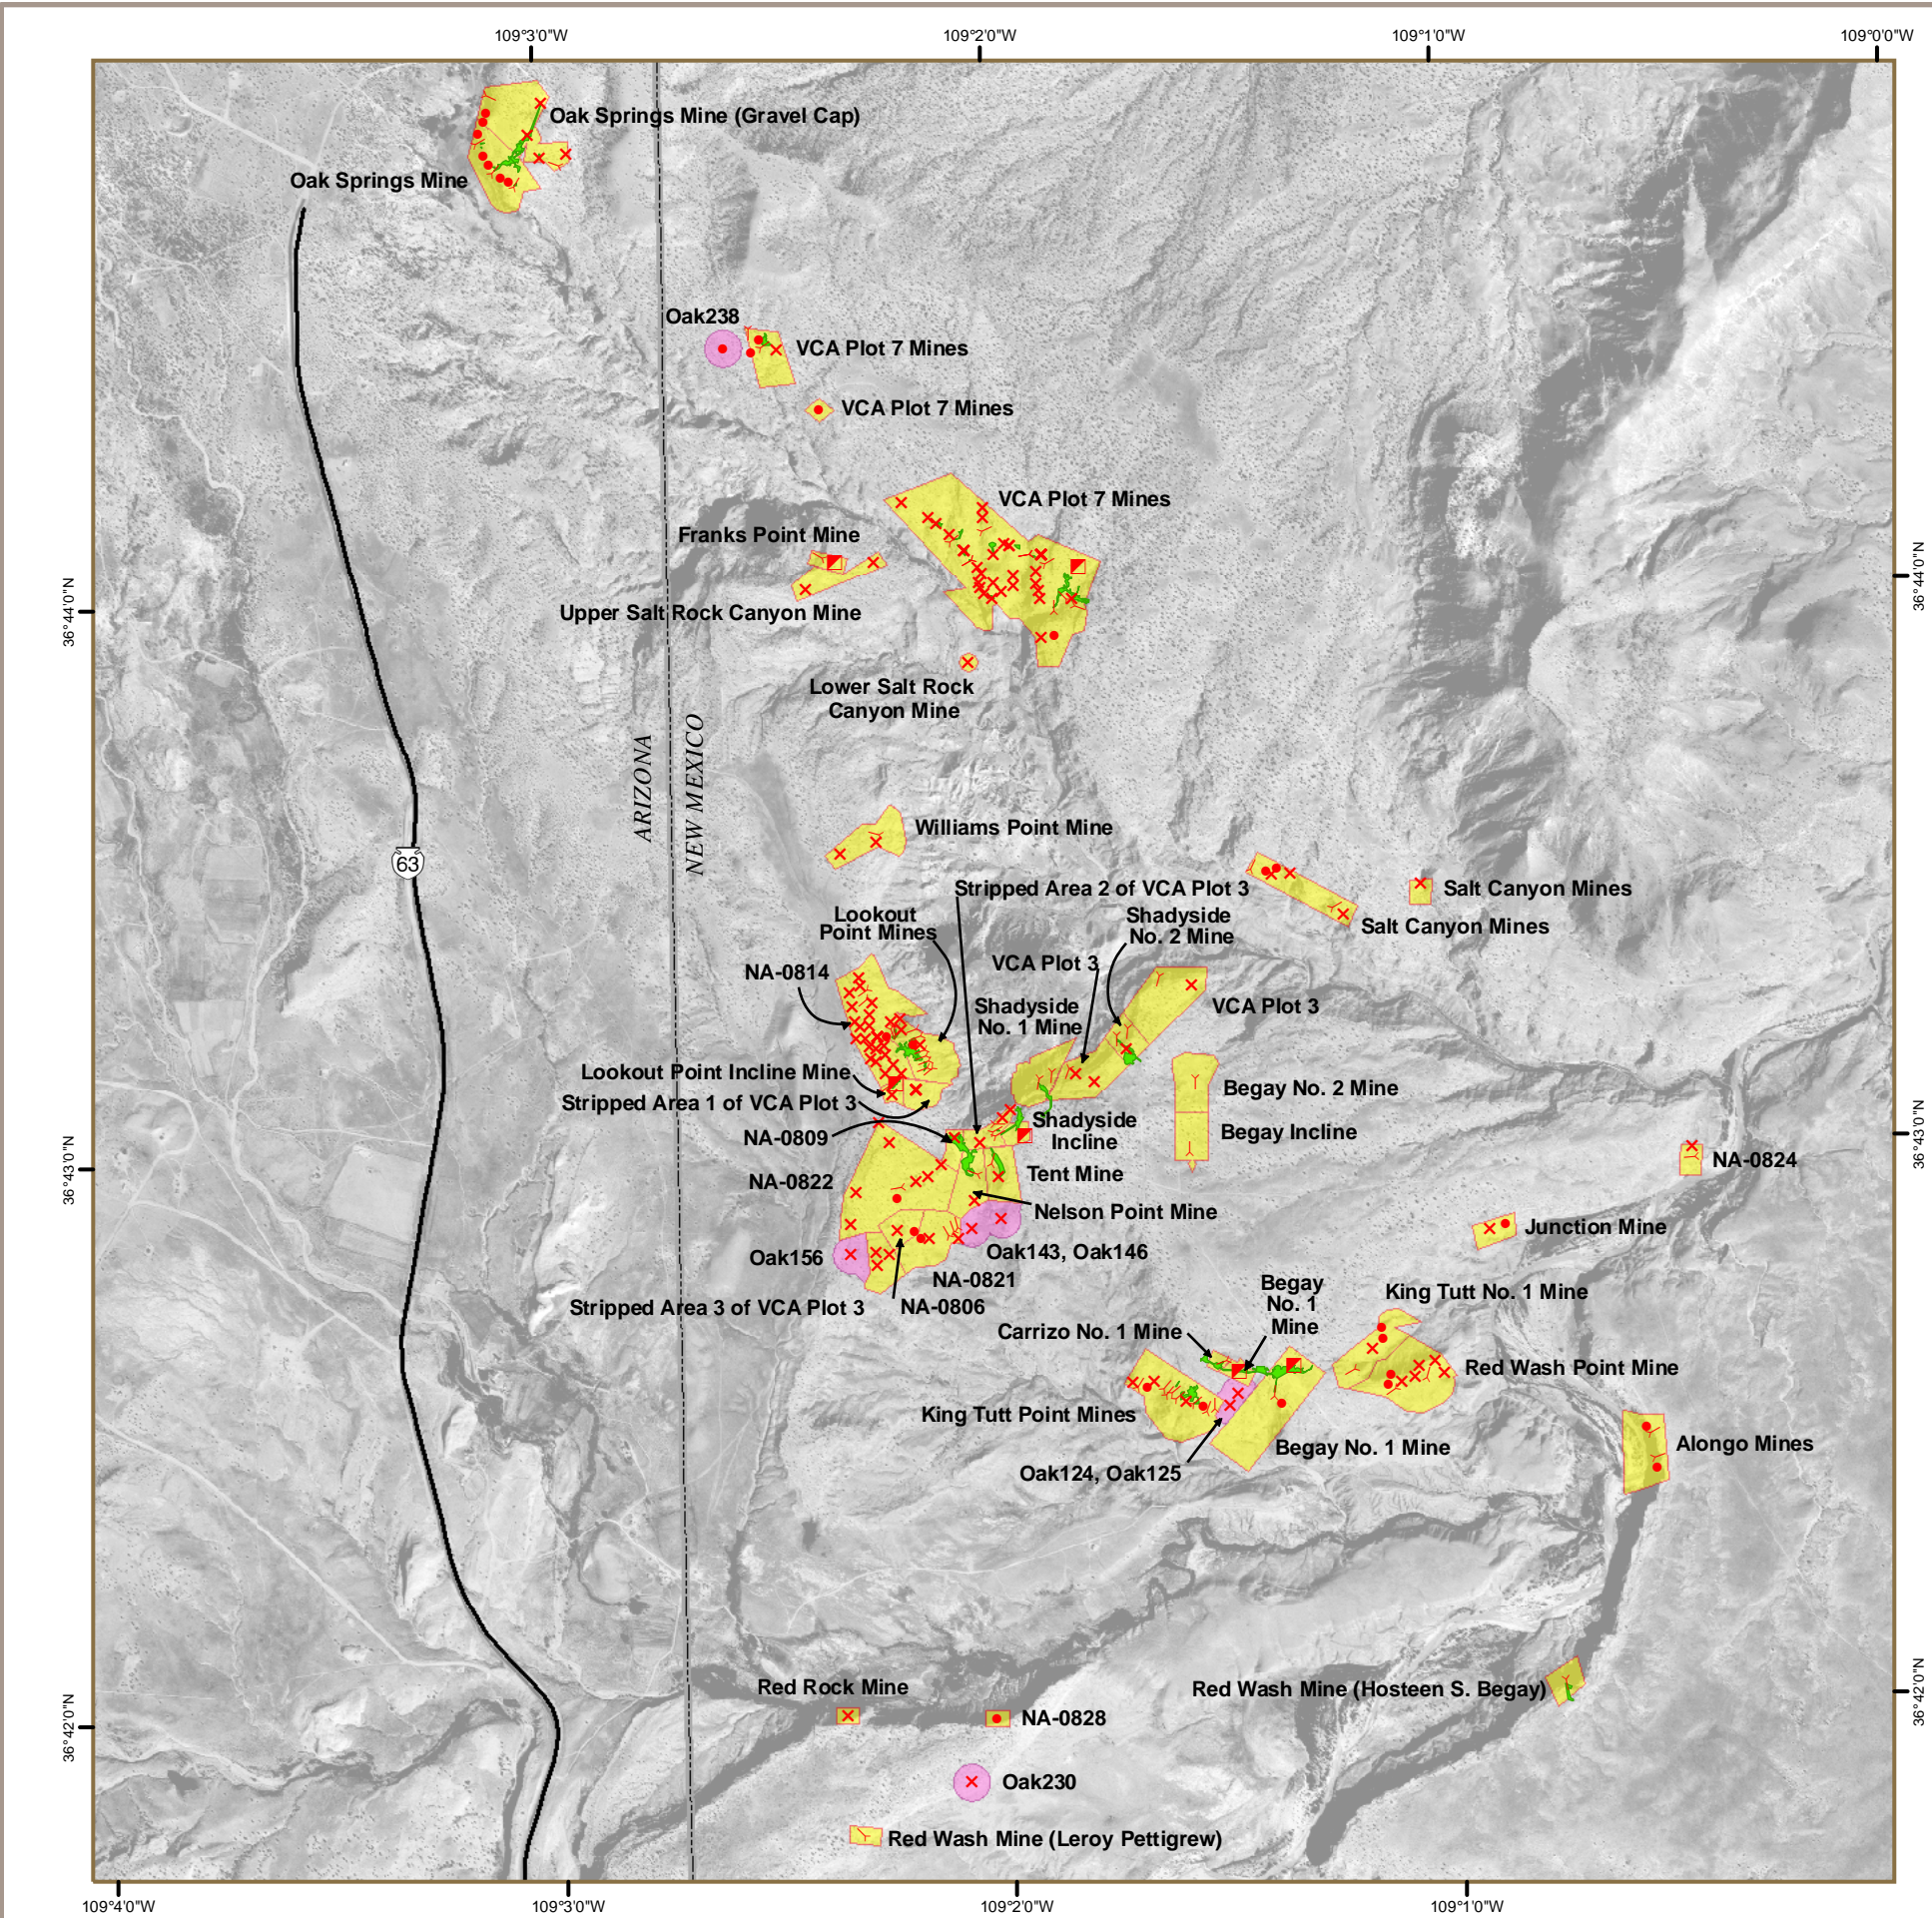 109°3'0"W
109°2'0"W
109°1'0"W
109°0'0"W
Oak Springs Mine (Gravel Cap)
Oak Springs Mine
Oak238
VCA Plot 7 Mines
VCA Plot 7 Mines
VCA Plot 7 Mines
Franks Point Mine
36°44'0"N
36°44'0"N
Upper Salt Rock Canyon Mine
Lower Salt Rock
Canyon Mine
ARIZONA
NEW MEXICO
Williams Point Mine
63
Stripped Area 2 of VCA Plot 3
Salt Canyon Mines
Salt Canyon Mines
Lookout
Point Mines
Shadyside
No. 2 Mine
VCA Plot 3
NA-0814
Shadyside
No. 1 Mine
VCA Plot 3
Lookout Point Incline Mine
Begay No. 2 Mine
Stripped Area 1 of VCA Plot 3
Shadyside
Incline
NA-0809
Begay Incline
36°43'0"N
36°43'0"N
NA-0824
Tent Mine
NA-0822
Nelson Point Mine
Junction Mine
Oak156
Oak143, Oak146
NA-0821
Stripped Area 3 of VCA Plot 3
NA-0806
Begay
No. 1
Mine
King Tutt No. 1 Mine
Carrizo No. 1 Mine
Red Wash Point Mine
King Tutt Point Mines
Begay No. 1 Mine
Alongo Mines
Oak124, Oak125
Red Rock Mine
Red Wash Mine (Hosteen S. Begay)
36°42'0"N
36°42'0"N
NA-0828
Oak230
Red Wash Mine (Leroy Pettigrew)
109°4'0"W
109°3'0"W
109°2'0"W
109°1'0"W